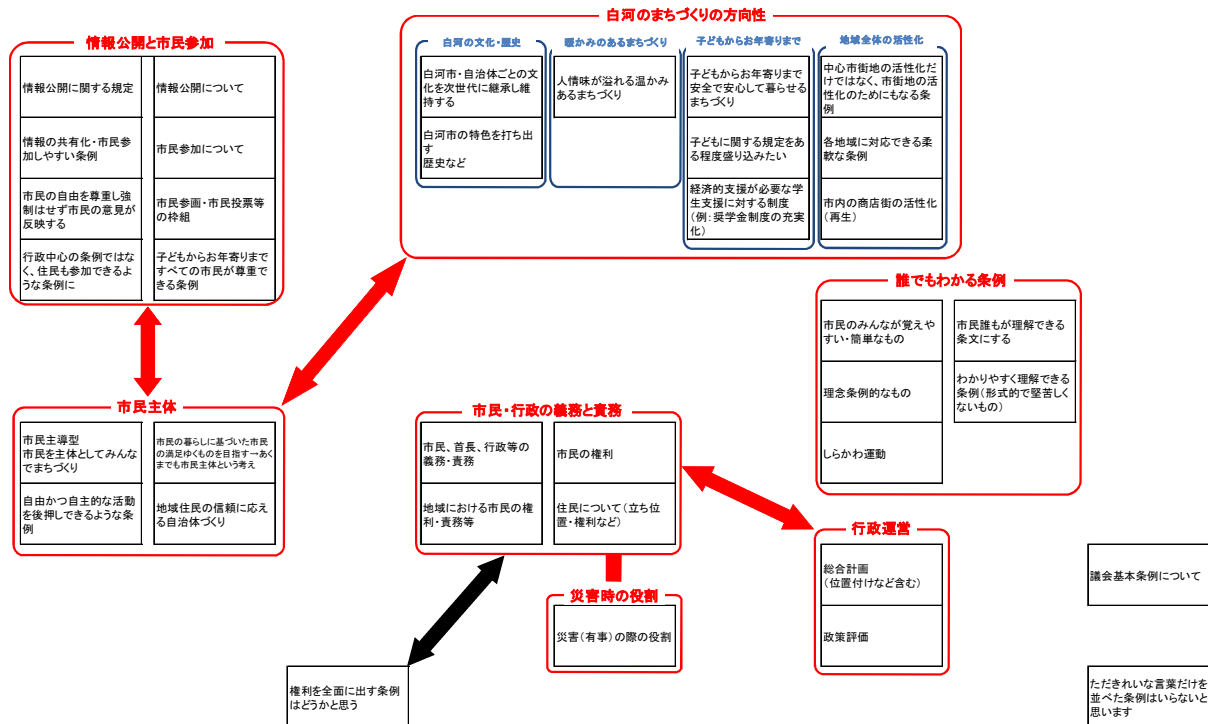 白河のまちづくりの方向性
白河の文化・歴史
白河市・自治体ごとの文
化を次世代に継承し維
持する
白河市の特色を打ち出
す
歴史など
暖かみのあるまちづくり
人情味が溢れる温かみ
あるまちづくり
子どもからお年寄りまで
子どもからお年寄りまで
安全で安心して暮らせる
まちづくり
子どもに関する規定をあ
る程度盛り込みたい
経済的支援が必要な学
生支援に対する制度
(例:奨学金制度の充実
化)
地域全体の活性化
中心市街地の活性化だ
けではなく、市街地の活
性化のためにもなる条
例
各地域に対応できる柔
軟な条例
市内の商店街の活性化
(再生)
情報公開と市民参加
情報公開に関する規定
情報公開について
情報の共有化・市民参
加しやすい条例
市民参加について
市民の自由を尊重し強
制はせず市民の意見が
反映する
市民参画・市民投票等
の枠組
行政中心の条例ではな
く、住民も参加できるよ
うな条例に
子どもからお年寄りまで
すべての市民が尊重で
きる条例
誰でもわかる条例
市民のみんなが覚えや
すい・簡単なもの
市民誰もが理解できる
条文にする
理念条例的なもの
わかりやすく理解できる
条例(形式的で堅苦しく
ないもの)
しらかわ運動
市民主体
市民主導型
市民を主体としてみんな
でまちづくり
市民の暮らしに基づいた市民
の満足ゆくものを目指す→あく
までも市民主体という考え
自由かつ自主的な活動
を後押しできるような条
例
地域住民の信頼に応え
る自治体づくり
市民・行政の義務と責務
市民、首長、行政等の
義務・責務
市民の権利
地域における市民の権
利・責務等
住民について(立ち位
置・権利など)
行政運営
総合計画
(位置付けなど含む)
政策評価
災害時の役割
災害(有事)の際の役割
議会基本条例について
権利を全面に出す条例
はどうかと思う
ただきれいな言葉だけを
並べた条例はいらないと
思います